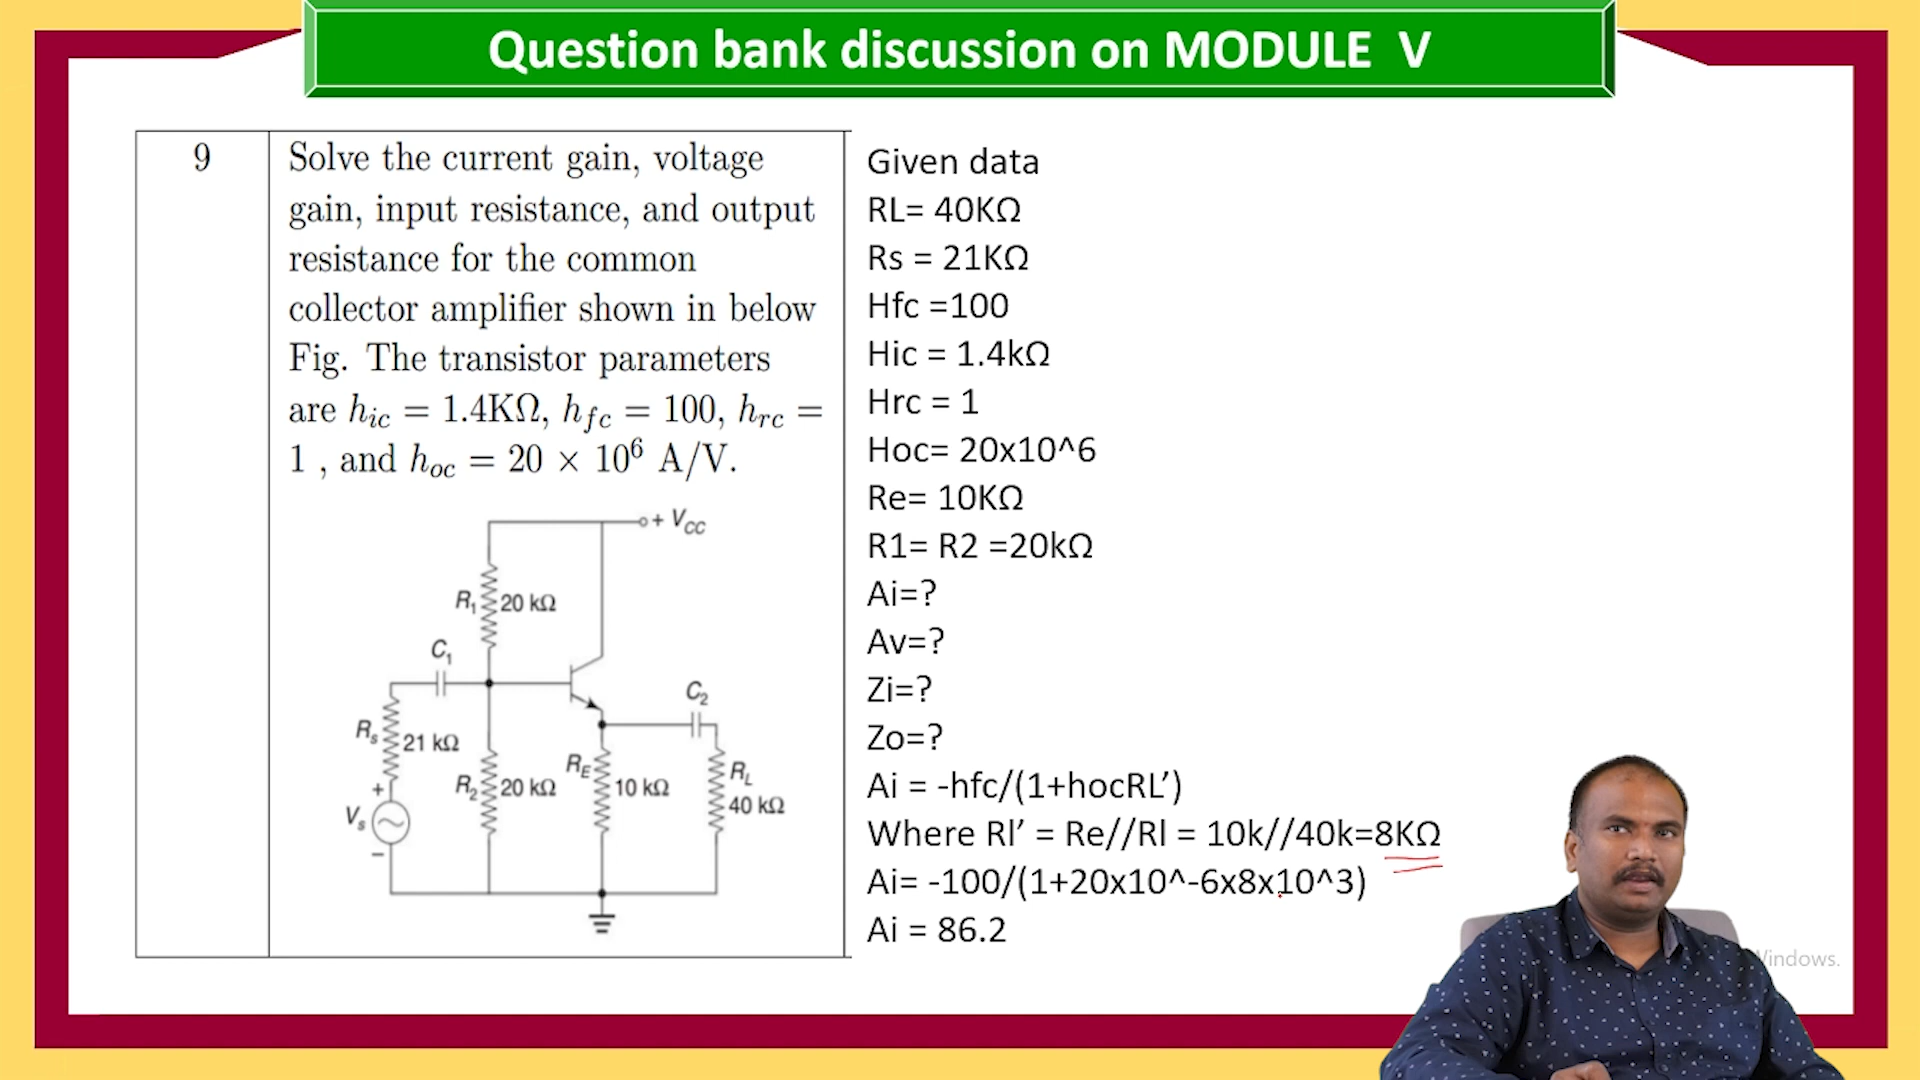 Question bank discussion on MODULE V
9
Solve the current gain, voltage
gain, input resistance, and output
resistance for the common
collector amplifier shown in below
Fig. The transistor parameters
are hic = 1.4KΩ, hfc = 100, hrc =
1 , and hoc = 20 × 10⁶ A/V.
+ VCC
R1 20 kΩ
C1
C2
Rs 21 kΩ
R2 20 kΩ
RE 10 kΩ
RL 40 kΩ
+
Vs
−
Given data
RL= 40KΩ
Rs = 21KΩ
Hfc =100
Hic = 1.4kΩ
Hrc = 1
Hoc= 20x10^6
Re= 10KΩ
R1= R2 =20kΩ
Ai=?
Av=?
Zi=?
Zo=?
Ai = -hfc/(1+hocRL’)
Where Rl’ = Re//Rl = 10k//40k=8KΩ
Ai= -100/(1+20x10^-6x8x10^3)
Ai = 86.2
Windows.